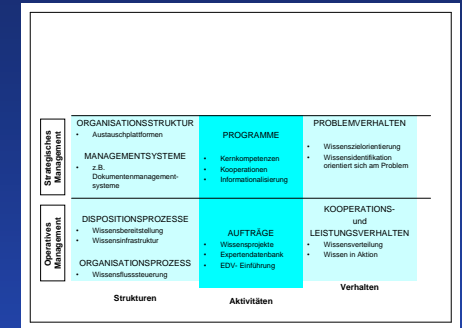 Strategisches
Management
ORGANISATIONSSTRUKTUR
• Austauschplattformen
MANAGEMENTSYSTEME
• z.B.
Dokumentenmanagement-
systeme
PROGRAMME
• Kernkompetenzen
• Kooperationen
• Informationalisierung
PROBLEMVERHALTEN
• Wissenszielorientierung
• Wissensidentifikation
orientiert sich am Problem
Operatives
Management
DISPOSITIONSPROZESSE
• Wissensbereitstellung
• Wissensinfrastruktur
ORGANISATIONSPROZESS
• Wissensflusssteuerung
AUFTRÄGE
• Wissensprojekte
• Expertendatenbank
• EDV- Einführung
KOOPERATIONS-
und
LEISTUNGSVERHALTEN
• Wissensverteilung
• Wissen in Aktion
Strukturen
Aktivitäten
Verhalten